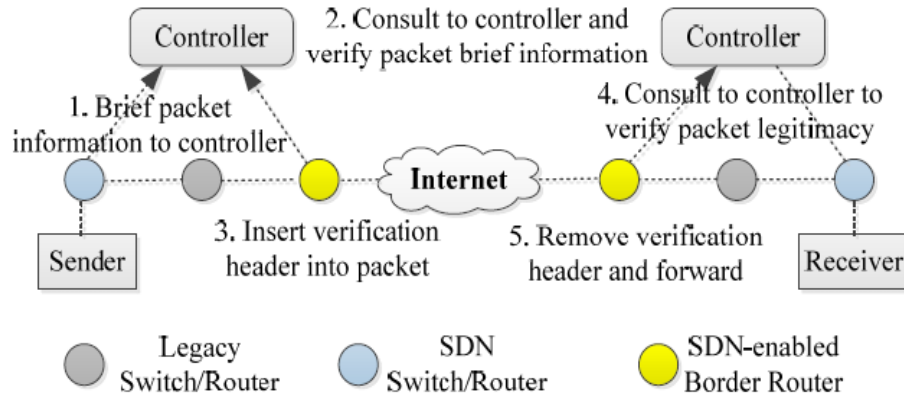 Controller
2. Consult to controller and
verify packet brief information
Controller
1. Brief packet
information to controller
4. Consult to controller to
verify packet legitimacy
Internet
3. Insert verification
header into packet
5. Remove verification
header and forward
Sender
Receiver
Legacy
Switch/Router
SDN
Switch/Router
SDN-enabled
Border Router